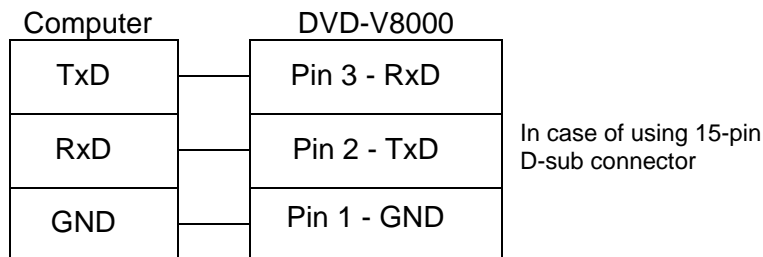 Computer DVD-V8000
TxD Pin 3 - RxD
RxD Pin 2 - TxD
In case of using 15-pin
D-sub connector
GND Pin 1 - GND